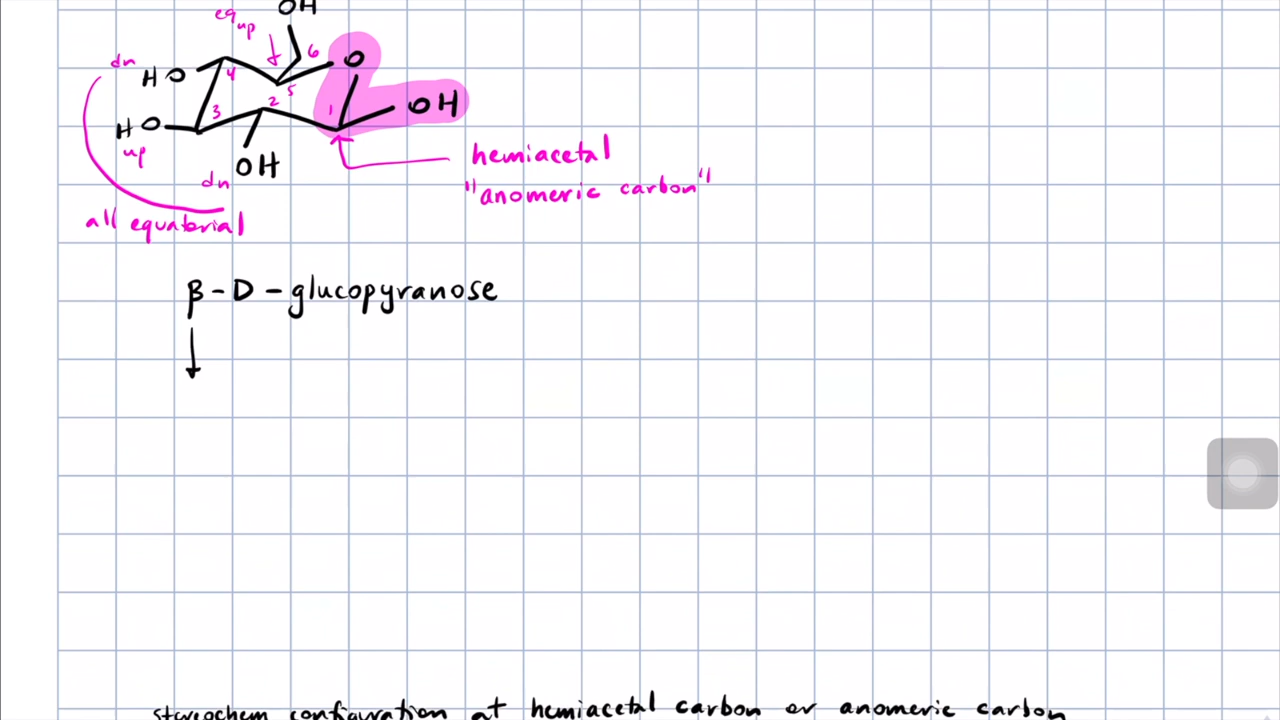 OH
eq up
6
O
dn
HO
4
5
2
1
OH
3
HO
up
OH
dn
hemiacetal
"anomeric carbon"
all equatorial
β-D-glucopyranose
stereochem configuration at hemiacetal carbon or anomeric carbon